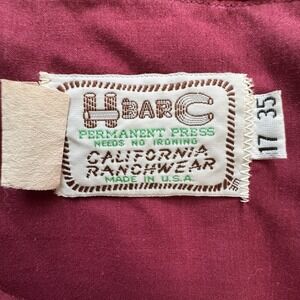 H BAR C
PERMANENT PRESS
NEEDS NO IRONING
CALIFORNIA
RANCHWEAR
MADE IN U.S.A.
17 35